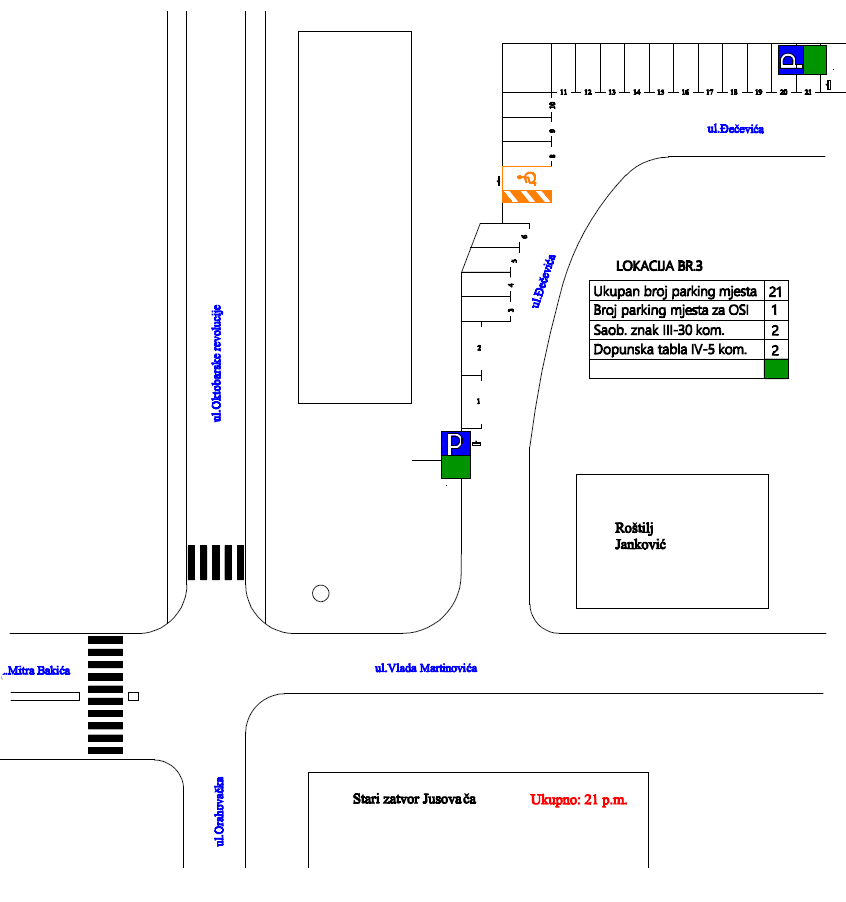 P
11 12 13 14 15 16 17 18 19 20 21
10
9
8
ul.Đečevića
6
5
4
3
2
1
ul.Đečevića
P
LOKACIJA BR.3
Ukupan broj parking mjesta 21
Broj parking mjesta za OSI 1
Saob. znak III-30 kom. 2
Dopunska tabla IV-5 kom. 2
ul.Oktobarske revolucije
Roštilj
Janković
Mitra Bakića
ul.Vlada Martinovića
ul.Orahovačka
Stari zatvor Jusovača
Ukupno: 21 p.m.